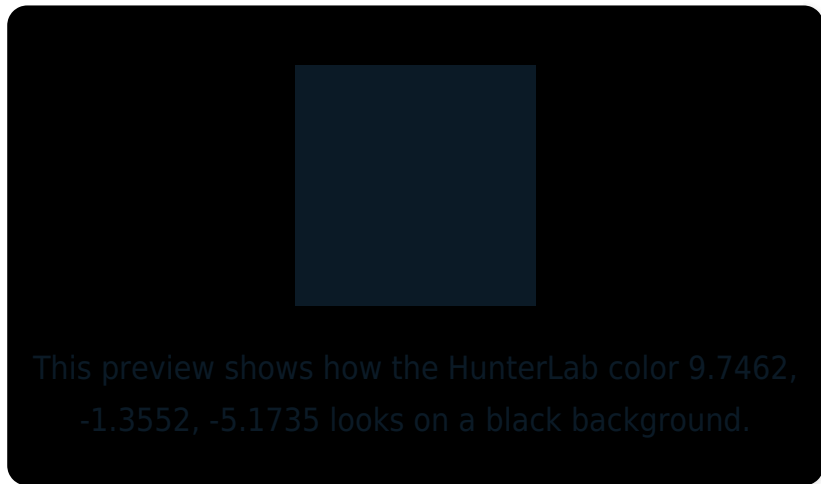 This preview shows how the HunterLab color 9.7462,
-1.3552, -5.1735 looks on a black background.